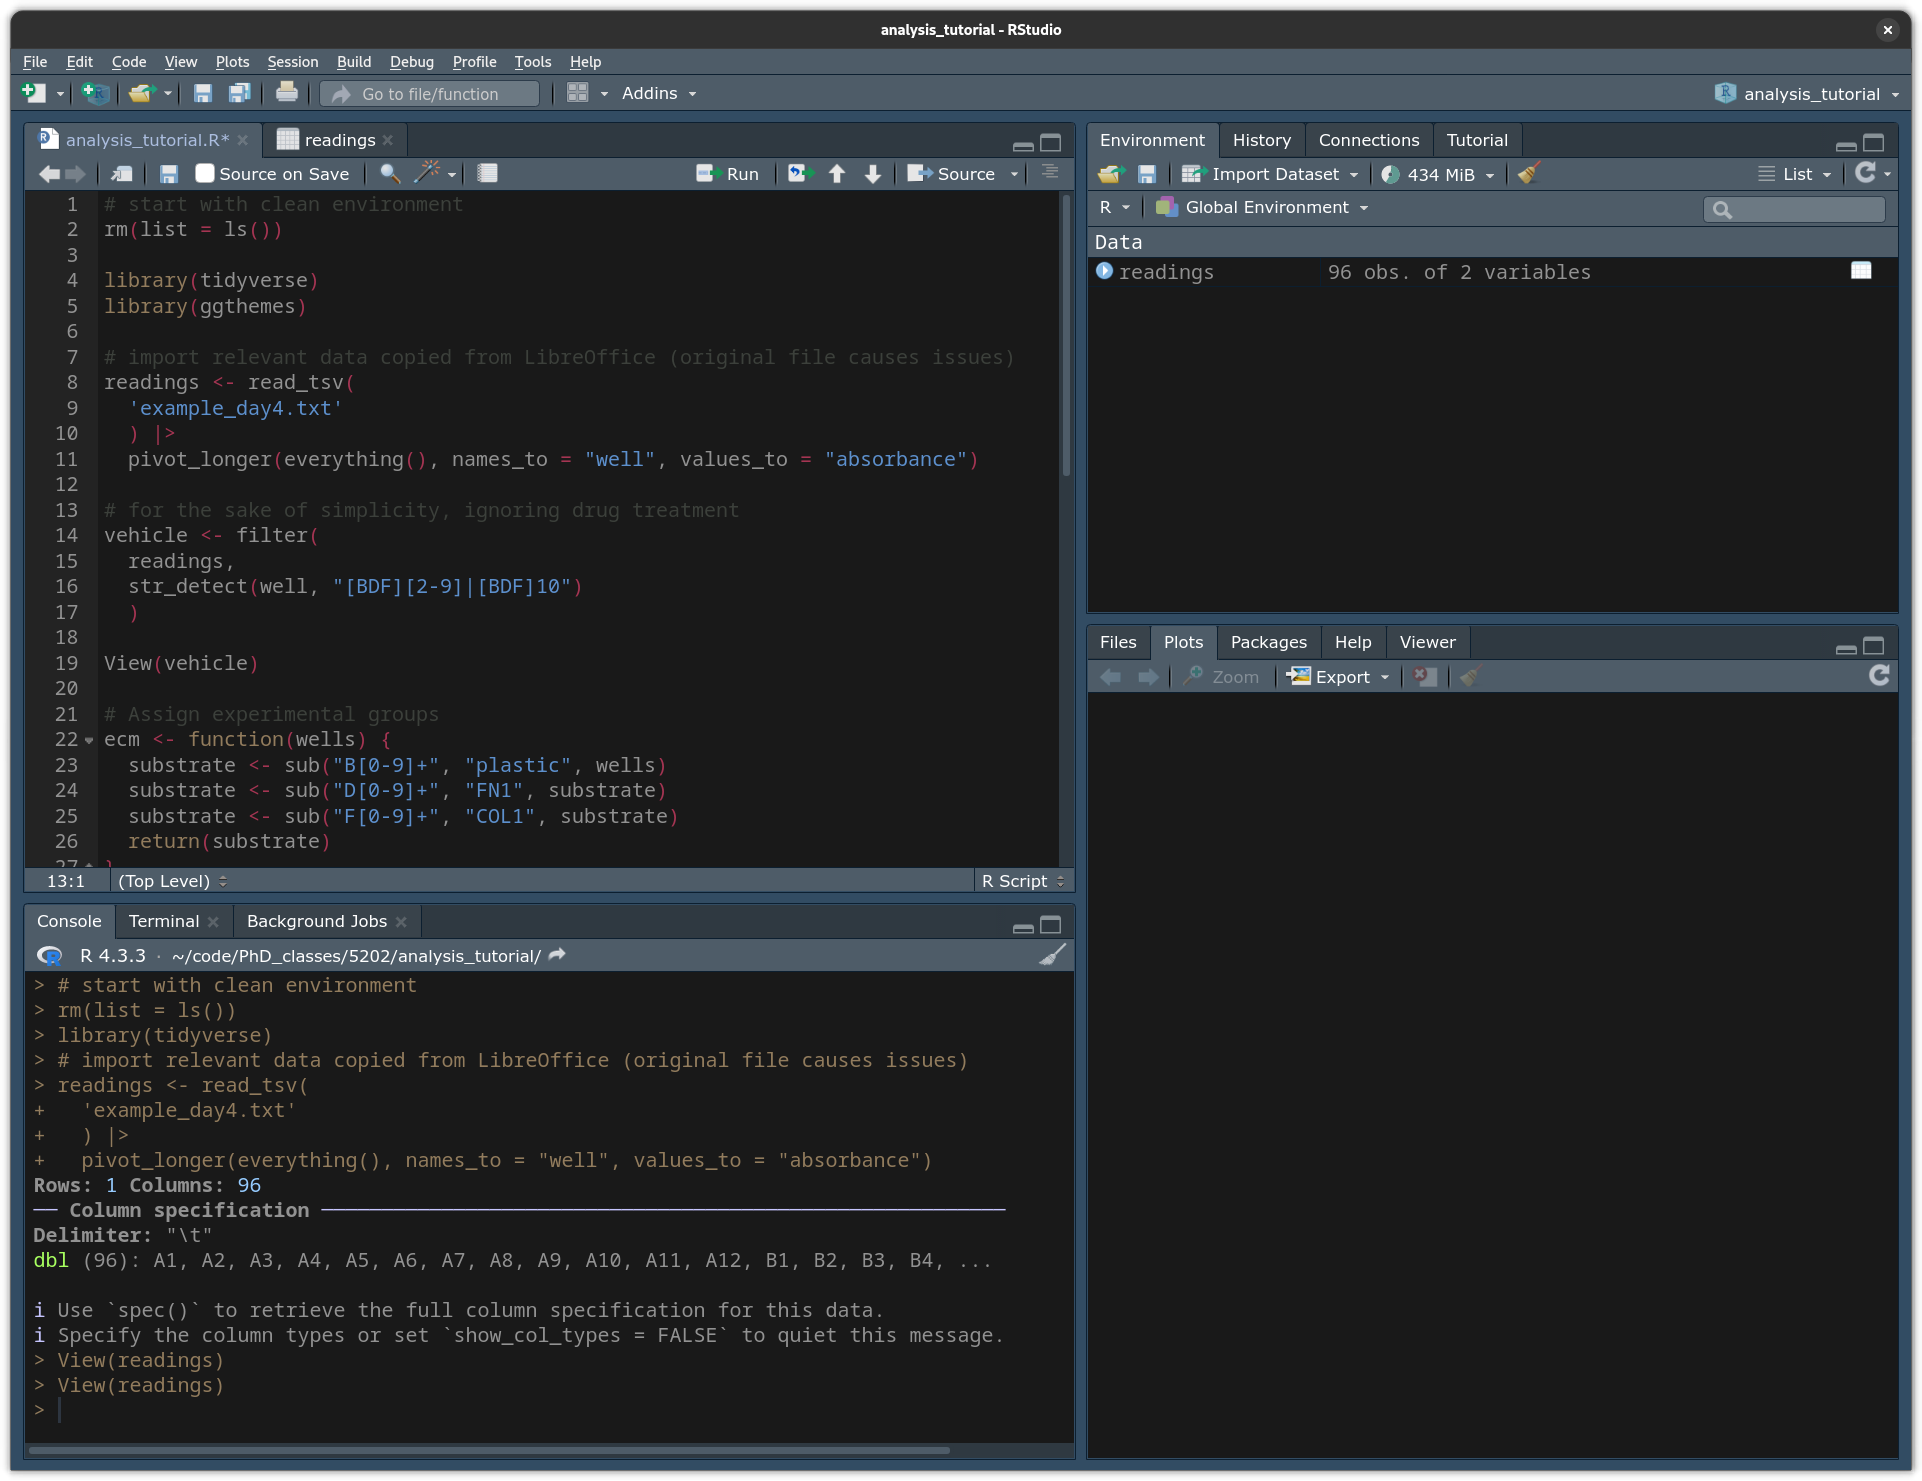 analysis_tutorial - RStudio
File Edit Code View Plots Session Build Debug Profile Tools Help
Go to file/function Addins analysis_tutorial
analysis_tutorial.R* readings
Source on Save Run Source
1 # start with clean environment
2 rm(list = ls())
3
4 library(tidyverse)
5 library(ggthemes)
6
7 # import relevant data copied from LibreOffice (original file causes issues)
8 readings <- read_tsv(
9   'example_day4.txt'
10   ) |>
11   pivot_longer(everything(), names_to = "well", values_to = "absorbance")
12
13 # for the sake of simplicity, ignoring drug treatment
14 vehicle <- filter(
15   readings,
16   str_detect(well, "[BDF][2-9]|[BDF]10")
17   )
18
19 View(vehicle)
20
21 # Assign experimental groups
22 ecm <- function(wells) {
23   substrate <- sub("B[0-9]+", "plastic", wells)
24   substrate <- sub("D[0-9]+", "FN1", substrate)
25   substrate <- sub("F[0-9]+", "COL1", substrate)
26   return(substrate)
27 }
13:1 (Top Level) R Script
Console Terminal Background Jobs
R 4.3.3 · ~/code/PhD_classes/5202/analysis_tutorial/
> # start with clean environment
> rm(list = ls())
> library(tidyverse)
> # import relevant data copied from LibreOffice (original file causes issues)
> readings <- read_tsv(
+   'example_day4.txt'
+   ) |>
+   pivot_longer(everything(), names_to = "well", values_to = "absorbance")
Rows: 1 Columns: 96
── Column specification ──────────────────────────────
Delimiter: "\t"
dbl (96): A1, A2, A3, A4, A5, A6, A7, A8, A9, A10, A11, A12, B1, B2, B3, B4, ...
i Use `spec()` to retrieve the full column specification for this data.
i Specify the column types or set `show_col_types = FALSE` to quiet this message.
> View(readings)
> View(readings)
>
Environment History Connections Tutorial
Import Dataset 434 MiB List
R Global Environment
Data
readings 96 obs. of 2 variables
Files Plots Packages Help Viewer
Zoom Export